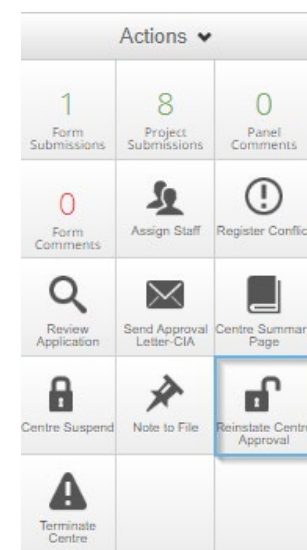 Actions
1
8
0
Form
Submissions
Project
Submissions
Panel
Comments
0
Form
Comments
Assign Staff
Register Conflic
Review
Application
Send Approval
Letter-CIA
Centre Summar
Page
Centre Suspend
Note to File
Reinstate Centr
Approval
Terminate
Centre